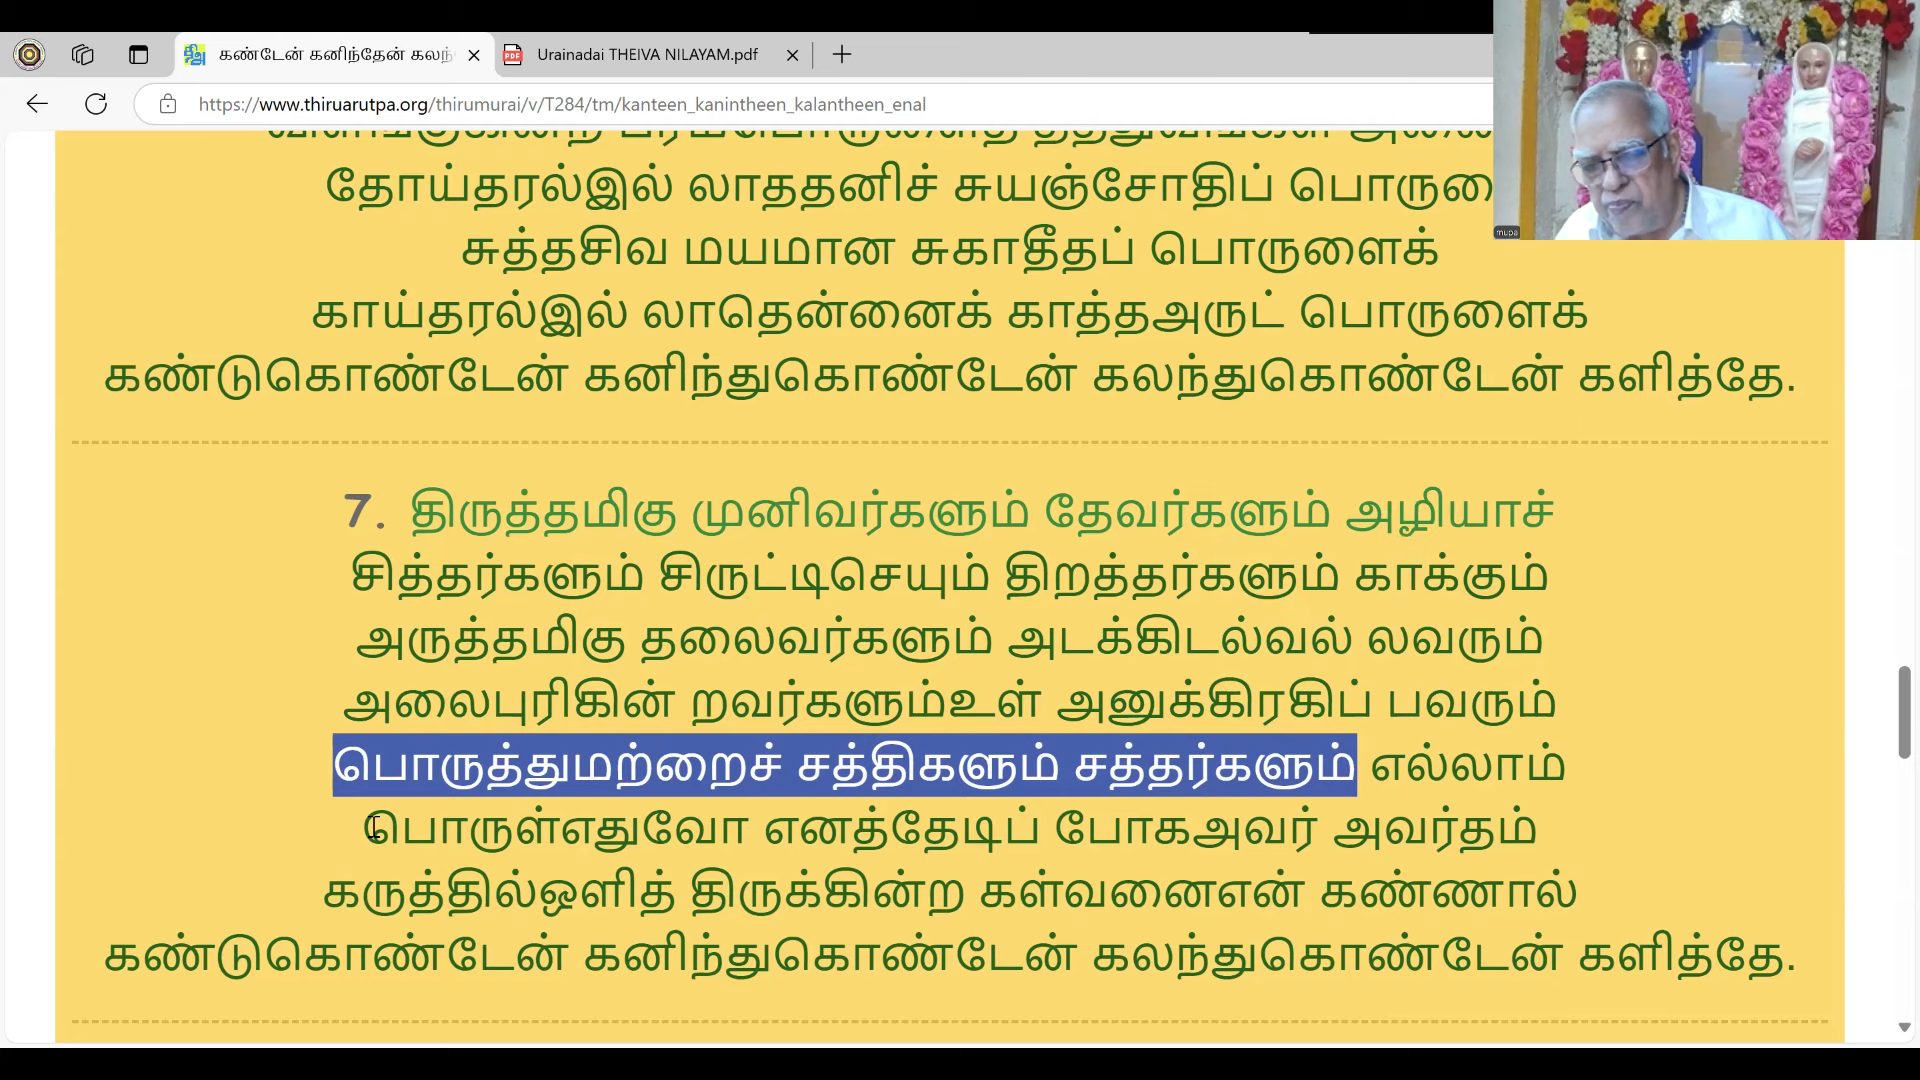 கண்டேன் கனிந்தேன் கலந்
Urainadai THEIVA NILAYAM.pdf
https://www.thiruarutpa.org/thirumurai/v/T284/tm/kanteen_kanintheen_kalantheen_enal
mupa
தோய்தரல்இல் லாததனிச் சுயஞ்சோதிப் பொருளை
சுத்தசிவ மயமான சுகாதீதப் பொருளைக்
காய்தரல்இல் லாதென்னைக் காத்தஅருட் பொருளைக்
கண்டுகொண்டேன் கனிந்துகொண்டேன் கலந்துகொண்டேன் களித்தே.
7. திருத்தமிகு முனிவர்களும் தேவர்களும் அழியாச்
சித்தர்களும் சிருட்டிசெயும் திறத்தர்களும் காக்கும்
அருத்தமிகு தலைவர்களும் அடக்கிடல்வல் லவரும்
அலைபுரிகின் றவர்களும்உள் அனுக்கிரகிப் பவரும்
பொருத்துமற்றைச் சத்திகளும் சத்தர்களும் எல்லாம்
பொருள்எதுவோ எனத்தேடிப் போகஅவர் அவர்தம்
கருத்தில்ஒளித் திருக்கின்ற கள்வனைஎன் கண்ணால்
கண்டுகொண்டேன் கனிந்துகொண்டேன் கலந்துகொண்டேன் களித்தே.